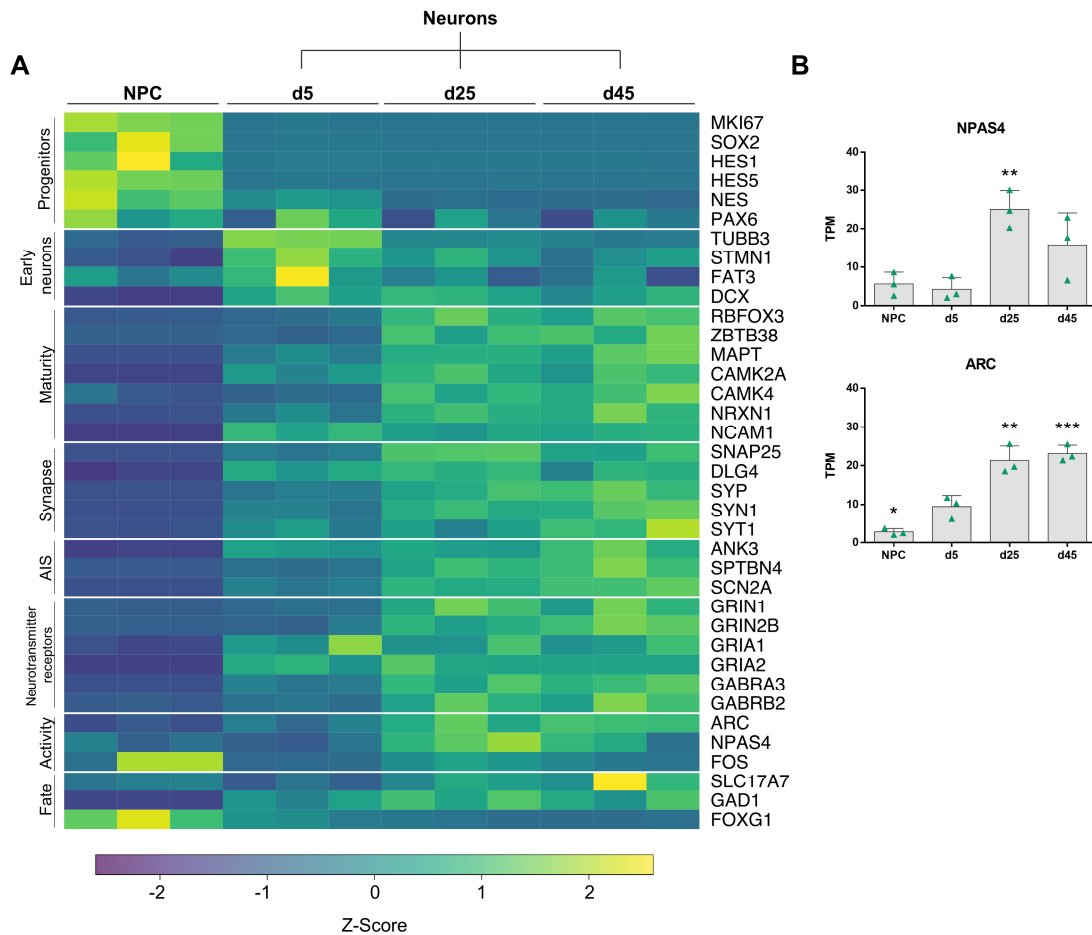 Neurons
A
NPC d5 d25 d45
Progenitors
MKI67
SOX2
HES1
HES5
NES
PAX6
Early
neurons
TUBB3
STMN1
FAT3
DCX
Maturity
RBFOX3
ZBTB38
MAPT
CAMK2A
CAMK4
NRXN1
NCAM1
Synapse
SNAP25
DLG4
SYP
SYN1
SYT1
AIS
ANK3
SPTBN4
SCN2A
Neurotransmitter
receptors
GRIN1
GRIN2B
GRIA1
GRIA2
GABRA3
GABRB2
Activity
ARC
NPAS4
FOS
Fate
SLC17A7
GAD1
FOXG1
-2 -1 0 1 2
Z-Score
B
NPAS4
TPM
40
30
20
10
0
**
NPC d5 d25 d45
ARC
TPM
40
30
20
10
0
* ** ***
NPC d5 d25 d45